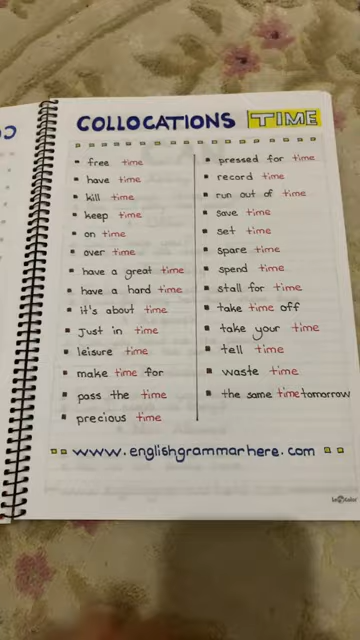 COLLOCATIONS TIME
free time
have time
kill time
keep time
on time
over time
have a great time
have a hard time
it's about time
Just in time
leisure time
make time for
pass the time
precious time
pressed for time
record time
run out of time
save time
set time
spare time
spend time
stall for time
take time off
take your time
tell time
waste time
the same time tomorrow
www.englishgrammarhere.com